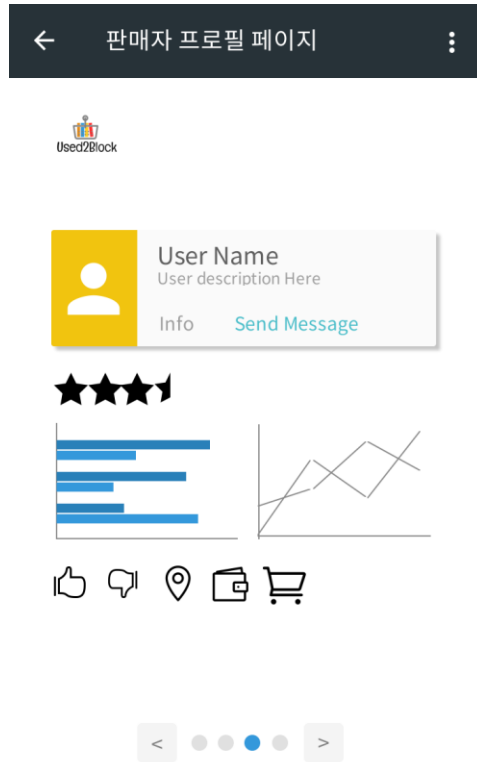 판매자 프로필 페이지
Used2Block
User Name
User description Here
Info Send Message
< >